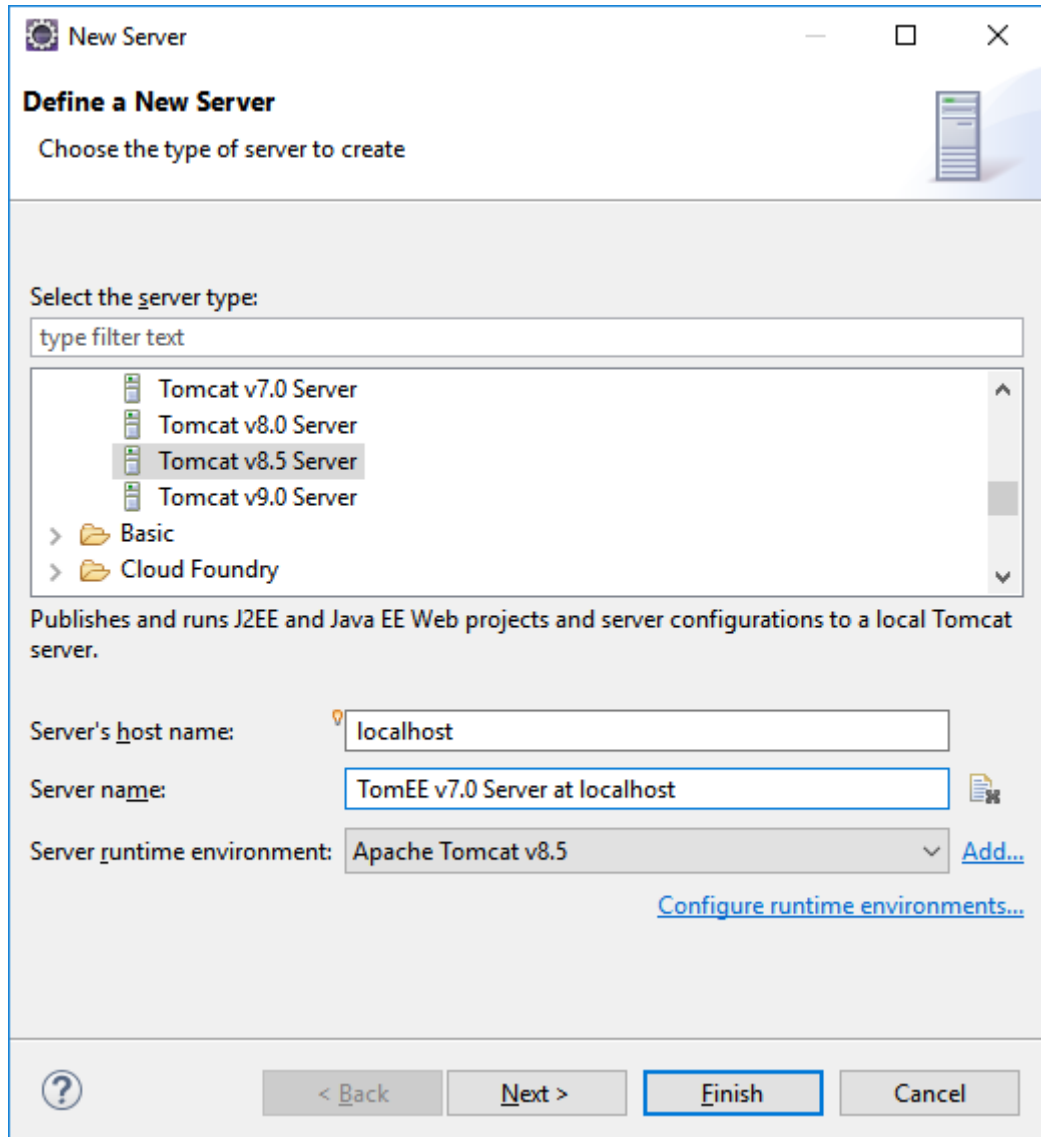 New Server
Define a New Server
Choose the type of server to create
Select the server type:
type filter text
Tomcat v7.0 Server
Tomcat v8.0 Server
Tomcat v8.5 Server
Tomcat v9.0 Server
Basic
Cloud Foundry
Publishes and runs J2EE and Java EE Web projects and server configurations to a local Tomcat
server.
Server's host name: localhost
Server name: TomEE v7.0 Server at localhost
Server runtime environment: Apache Tomcat v8.5 Add...
Configure runtime environments...
? < Back Next > Finish Cancel